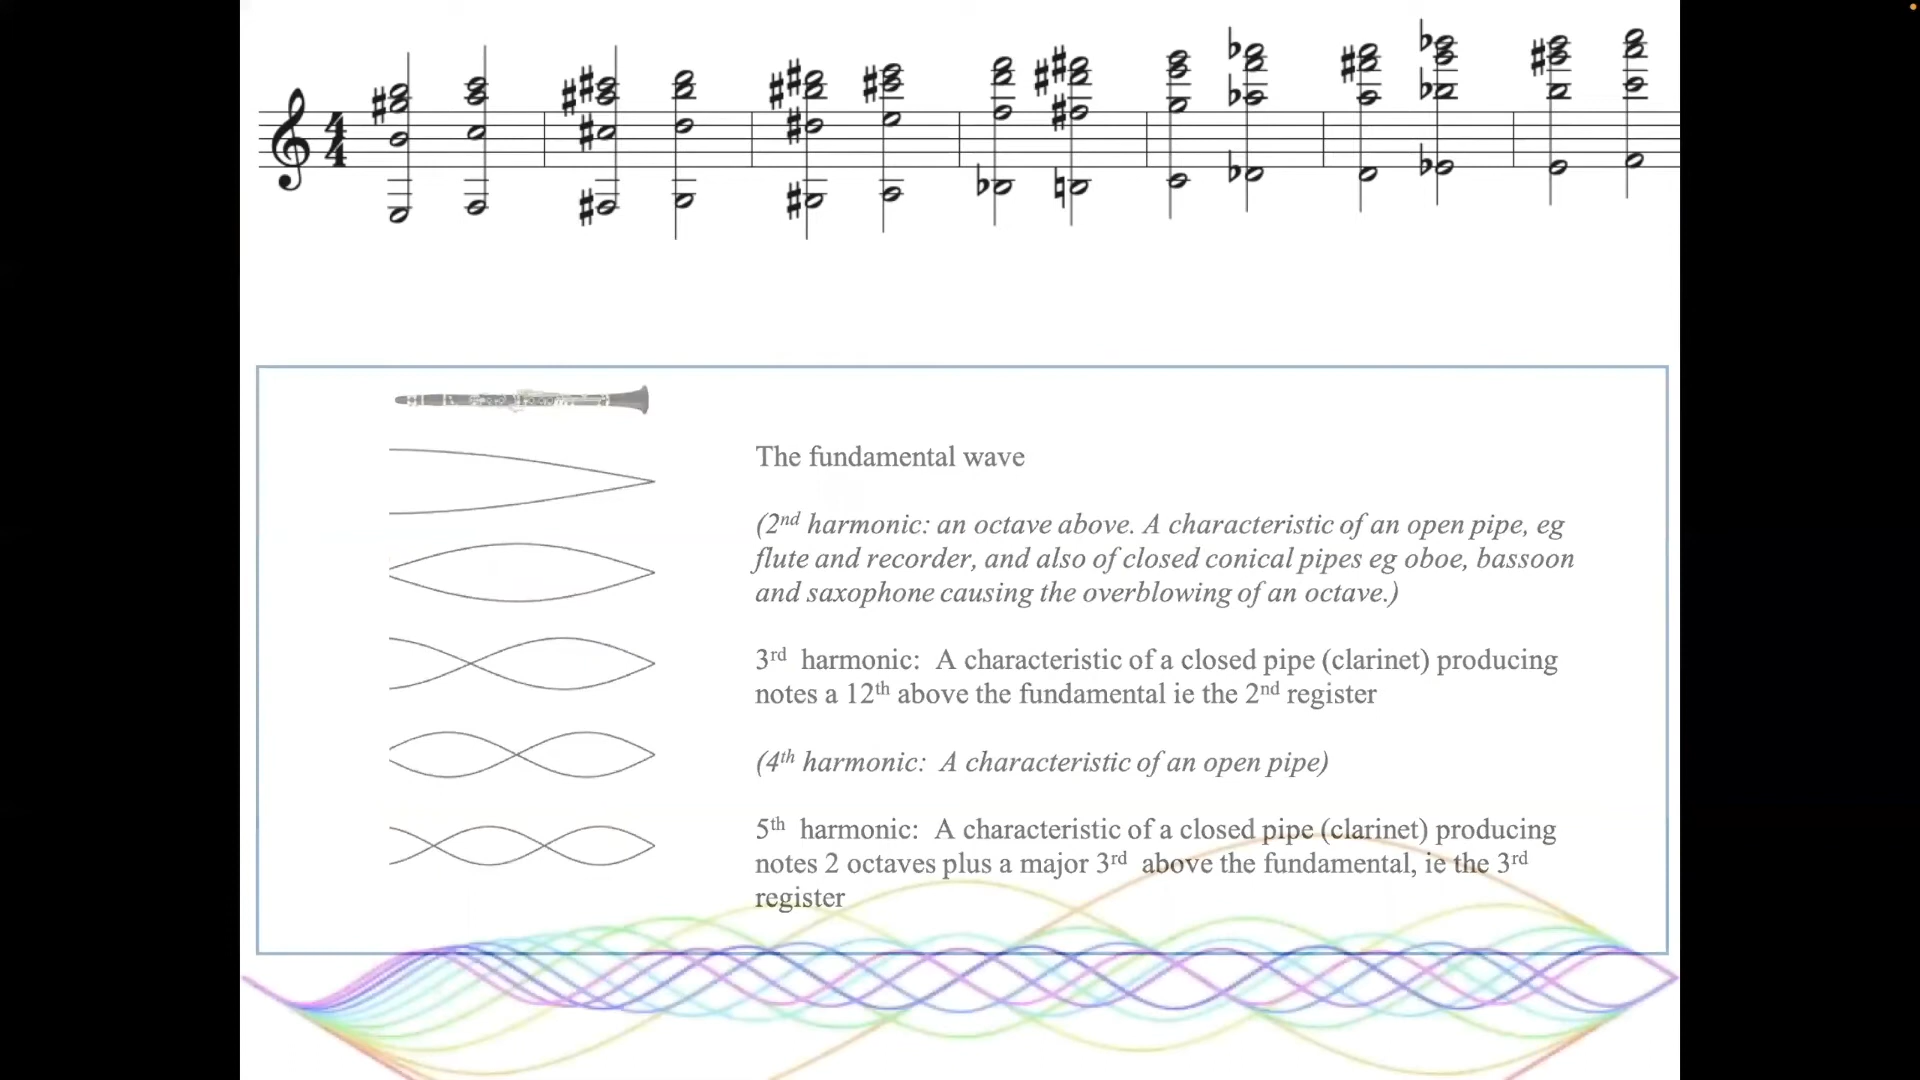 4
4
The fundamental wave
(2nd harmonic: an octave above. A characteristic of an open pipe, eg
flute and recorder, and also of closed conical pipes eg oboe, bassoon
and saxophone causing the overblowing of an octave.)
3rd harmonic: A characteristic of a closed pipe (clarinet) producing
notes a 12th above the fundamental ie the 2nd register
(4th harmonic: A characteristic of an open pipe)
5th harmonic: A characteristic of a closed pipe (clarinet) producing
notes 2 octaves plus a major 3rd above the fundamental, ie the 3rd
register